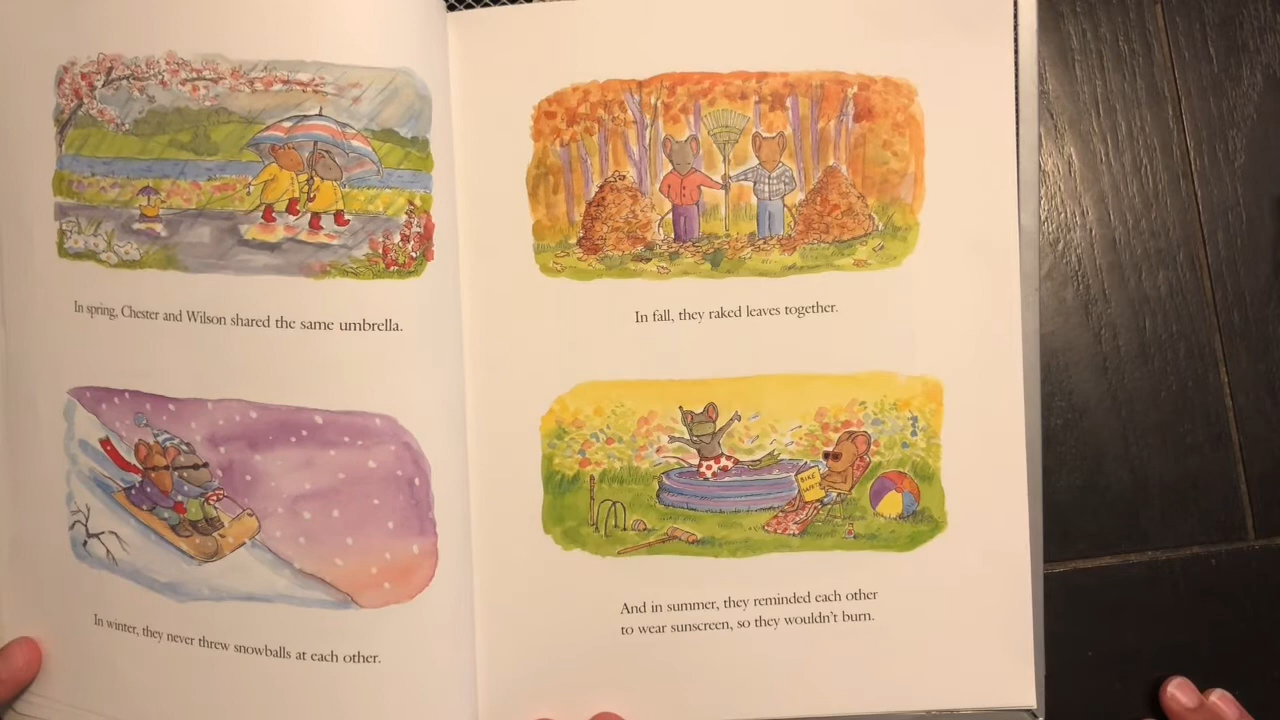 In spring, Chester and Wilson shared the same umbrella.
In winter, they never threw snowballs at each other.
In fall, they raked leaves together.
BIKE
And in summer, they reminded each other
to wear sunscreen, so they wouldn't burn.